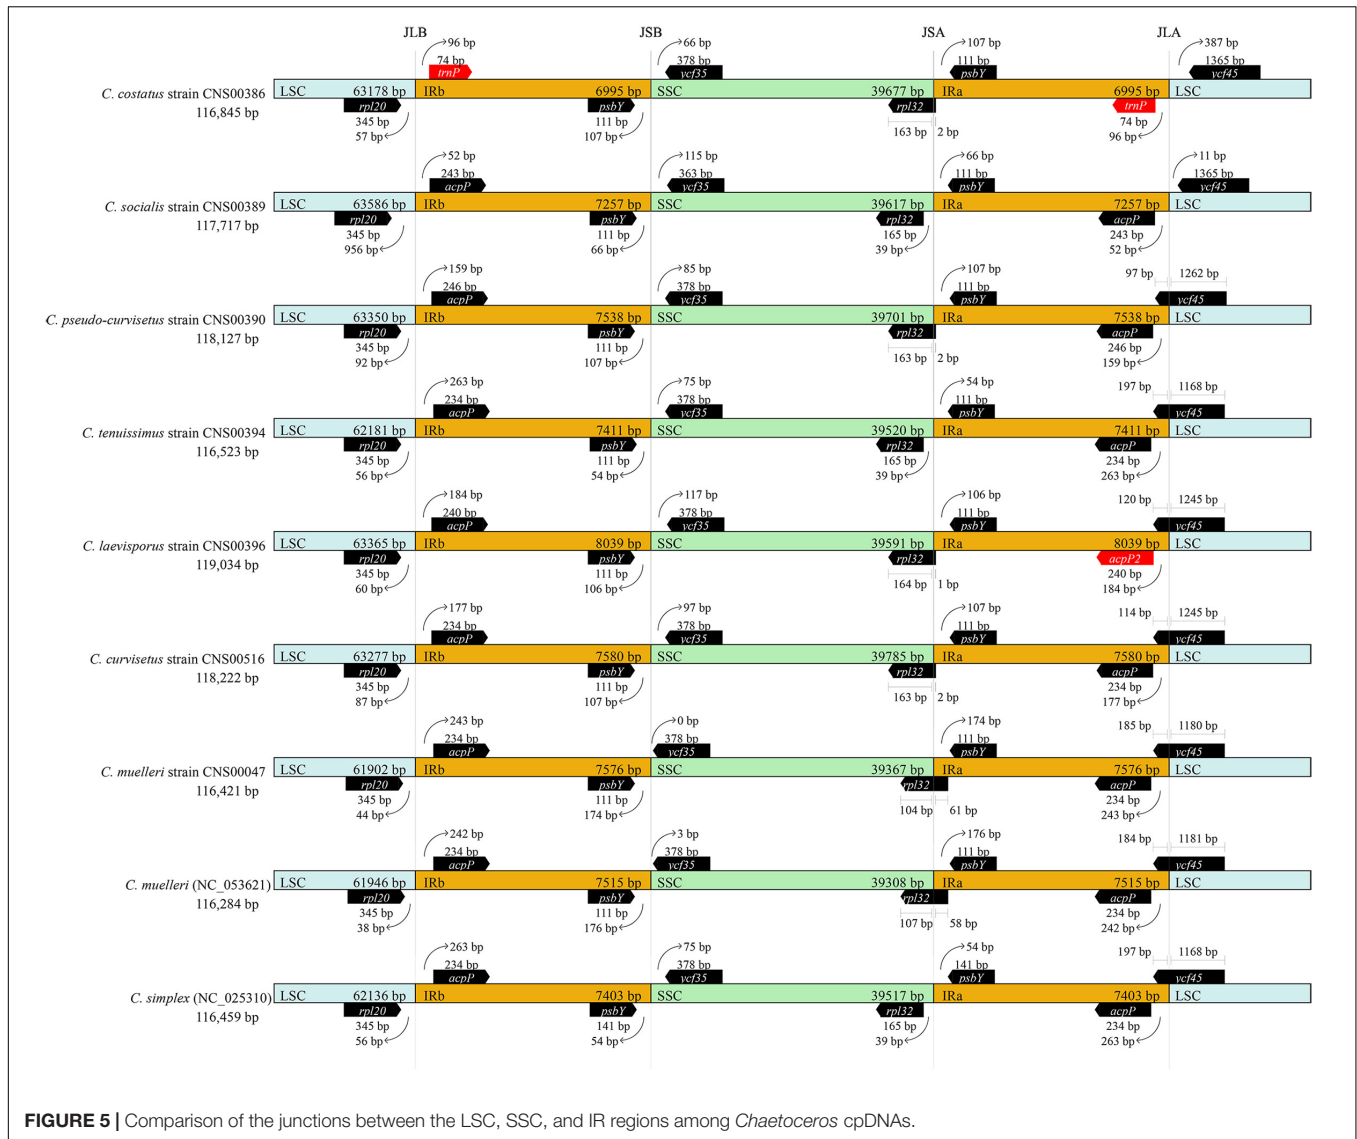 JLB JSB JSA JLA
96 bp 66 bp 107 bp 387 bp
74 bp 378 bp 111 bp 1365 bp
trnP ycf35 psbY ycf45
C. costatus strain CNS00386 LSC 63178 bp IRb 6995 bp SSC 39677 bp IRa 6995 bp LSC
116,845 bp rpl20 psbY rpl32 trnP
345 bp 111 bp 163 bp 2 bp 74 bp
57 bp 107 bp 96 bp
52 bp 115 bp 66 bp 11 bp
243 bp 363 bp 111 bp 1365 bp
acpP ycf35 psbY ycf45
C. socialis strain CNS00389 LSC 63586 bp IRb 7257 bp SSC 39617 bp IRa 7257 bp LSC
117,717 bp rpl20 psbY rpl32 acpP
345 bp 111 bp 165 bp 243 bp
956 bp 66 bp 39 bp 52 bp
159 bp 85 bp 107 bp 97 bp 1262 bp
246 bp 378 bp 111 bp
acpP ycf35 psbY ycf45
C. pseudo-curvisetus strain CNS00390 LSC 63350 bp IRb 7538 bp SSC 39701 bp IRa 7538 bp LSC
118,127 bp rpl20 psbY rpl32 acpP
345 bp 111 bp 163 bp 2 bp 246 bp
92 bp 107 bp 159 bp
263 bp 75 bp 54 bp 197 bp 1168 bp
234 bp 378 bp 111 bp
acpP ycf35 psbY ycf45
C. tenuissimus strain CNS00394 LSC 62181 bp IRb 7411 bp SSC 39520 bp IRa 7411 bp LSC
116,523 bp rpl20 psbY rpl32 acpP
345 bp 111 bp 165 bp 234 bp
56 bp 54 bp 39 bp 263 bp
184 bp 117 bp 106 bp 120 bp 1245 bp
240 bp 378 bp 111 bp
acpP ycf35 psbY ycf45
C. laevisporus strain CNS00396 LSC 63365 bp IRb 8039 bp SSC 39591 bp IRa 8039 bp LSC
119,034 bp rpl20 psbY rpl32 acpP2
345 bp 111 bp 164 bp 1 bp 240 bp
60 bp 106 bp 184 bp
177 bp 97 bp 107 bp 114 bp 1245 bp
234 bp 378 bp 111 bp
acpP ycf35 psbY ycf45
C. curvisetus strain CNS00516 LSC 63277 bp IRb 7580 bp SSC 39785 bp IRa 7580 bp LSC
118,222 bp rpl20 psbY rpl32 acpP
345 bp 111 bp 163 bp 2 bp 234 bp
87 bp 107 bp 177 bp
243 bp 0 bp 174 bp 185 bp 1180 bp
234 bp 378 bp 111 bp
acpP ycf35 psbY ycf45
C. muelleri strain CNS00047 LSC 61902 bp IRb 7576 bp SSC 39367 bp IRa 7576 bp LSC
116,421 bp rpl20 psbY rpl32 acpP
345 bp 111 bp 104 bp 61 bp 234 bp
44 bp 174 bp 243 bp
242 bp 3 bp 176 bp 184 bp 1181 bp
234 bp 378 bp 111 bp
acpP ycf35 psbY ycf45
C. muelleri (NC_053621) LSC 61946 bp IRb 7515 bp SSC 39308 bp IRa 7515 bp LSC
116,284 bp rpl20 psbY rpl32 acpP
345 bp 111 bp 107 bp 58 bp 234 bp
38 bp 176 bp 242 bp
263 bp 75 bp 54 bp 197 bp 1168 bp
234 bp 378 bp 141 bp
acpP ycf35 psbY ycf45
C. simplex (NC_025310) LSC 62136 bp IRb 7403 bp SSC 39517 bp IRa 7403 bp LSC
116,459 bp rpl20 psbY rpl32 acpP
345 bp 141 bp 165 bp 234 bp
56 bp 54 bp 39 bp 263 bp
FIGURE 5 | Comparison of the junctions between the LSC, SSC, and IR regions among Chaetoceros cpDNAs.